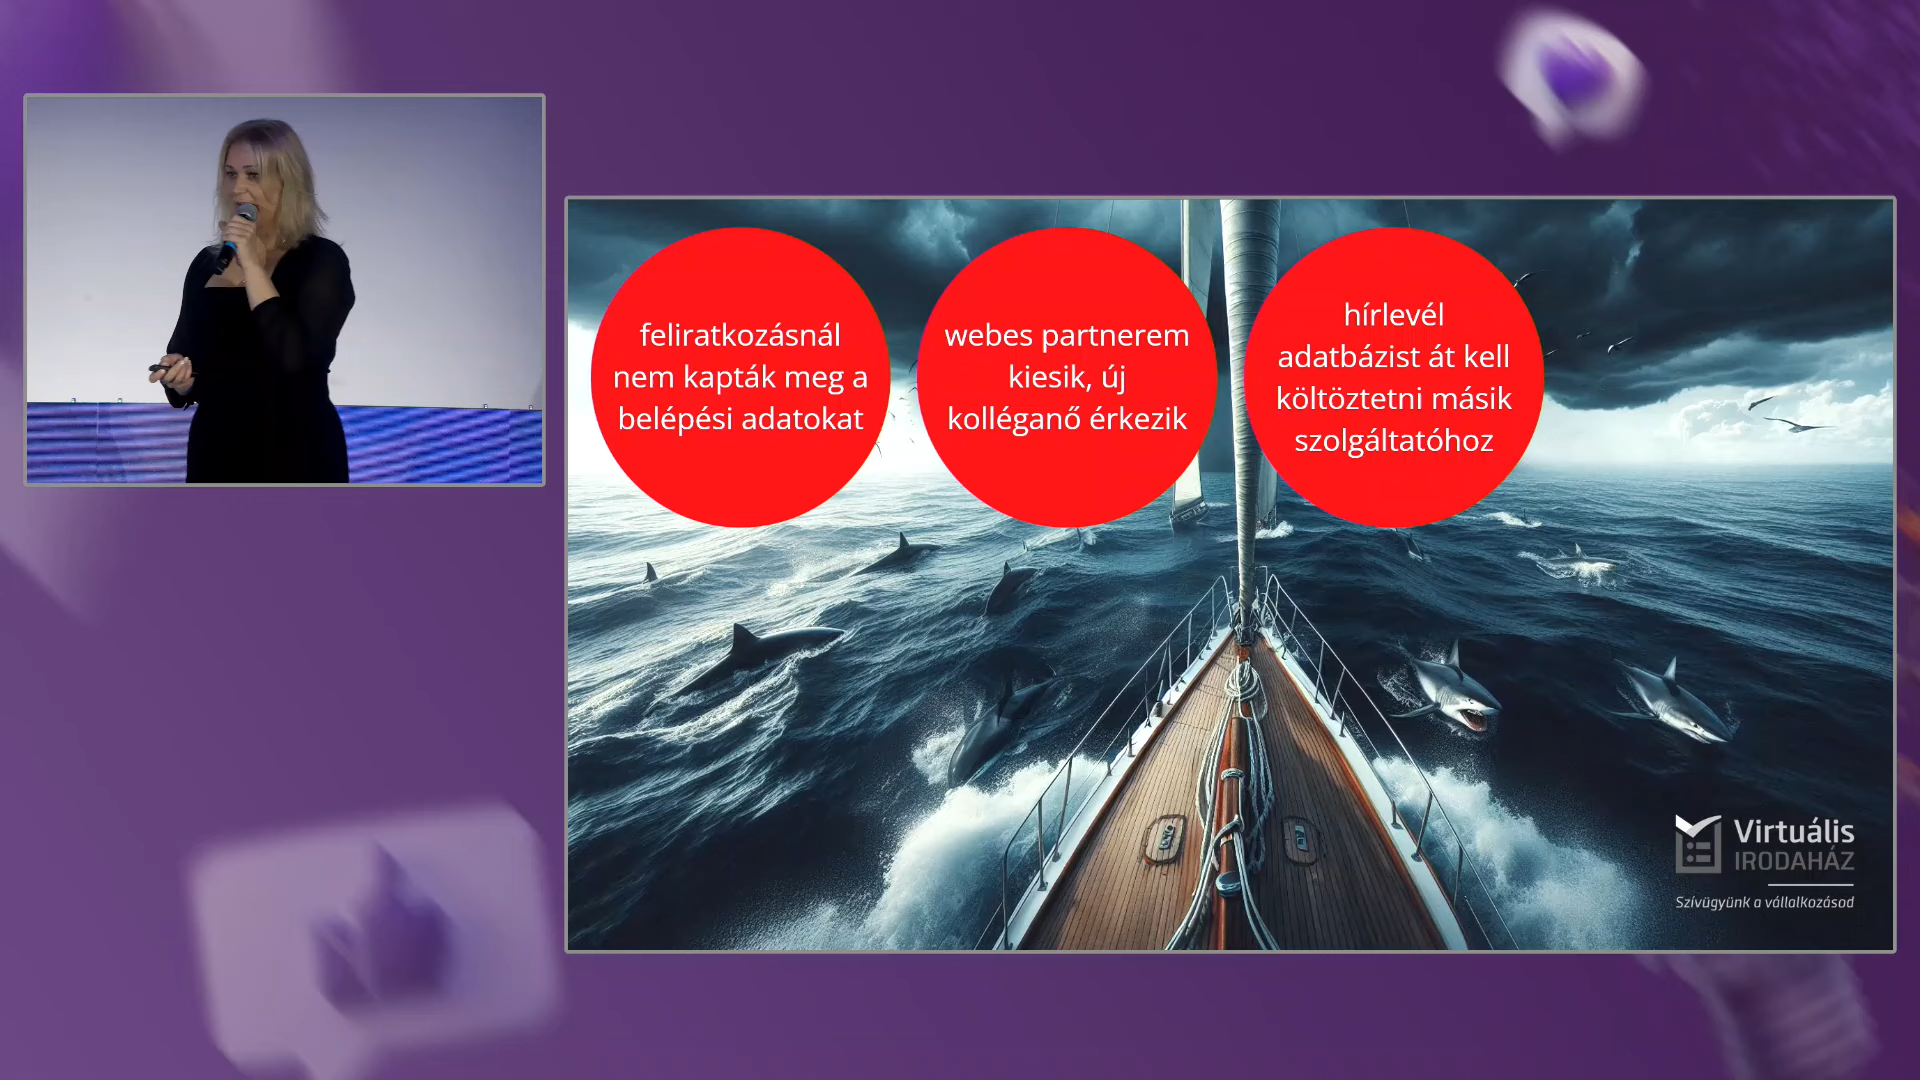 feliratkozásnál
nem kapták meg a
belépési adatokat
webes partnerem
kiesik, új
kolléganő érkezik
hírlevél
adatbázist át kell
költöztetni másik
szolgáltatóhoz
Virtuális
IRODAHÁZ
Szívügyünk a vállalkozásod